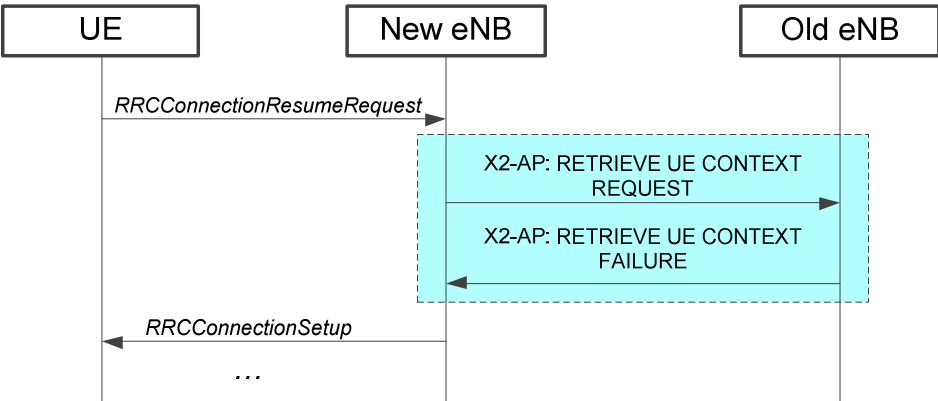 UE
New eNB
Old eNB
RRCConnectionResumeRequest
X2-AP: RETRIEVE UE CONTEXT
REQUEST
X2-AP: RETRIEVE UE CONTEXT
FAILURE
RRCConnectionSetup
...